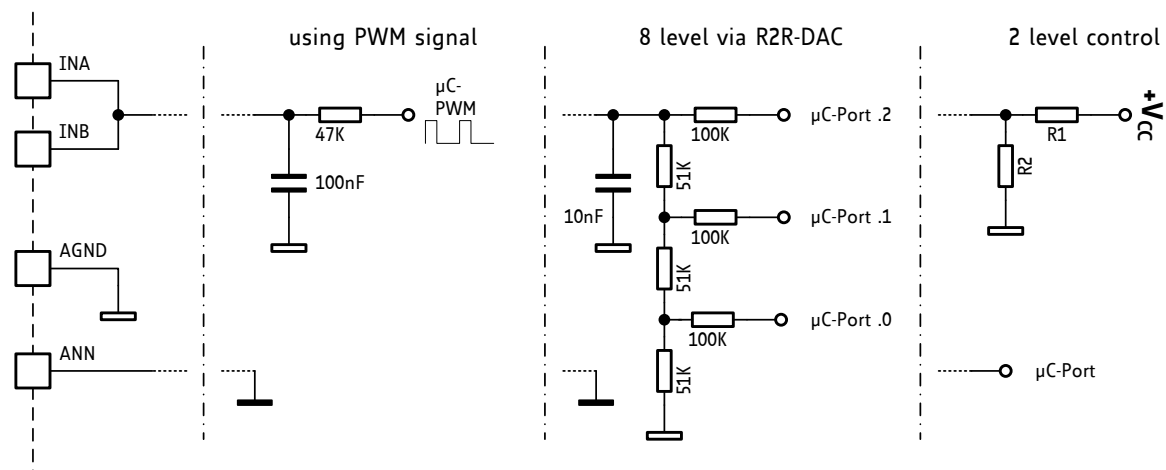 using PWM signal
8 level via R2R-DAC
2 level control
INA
INB
AGND
ANN
µC-
PWM
47K
100nF
100K
µC-Port .2
51K
10nF
100K
µC-Port .1
51K
100K
µC-Port .0
51K
R1
+VCC
R2
µC-Port